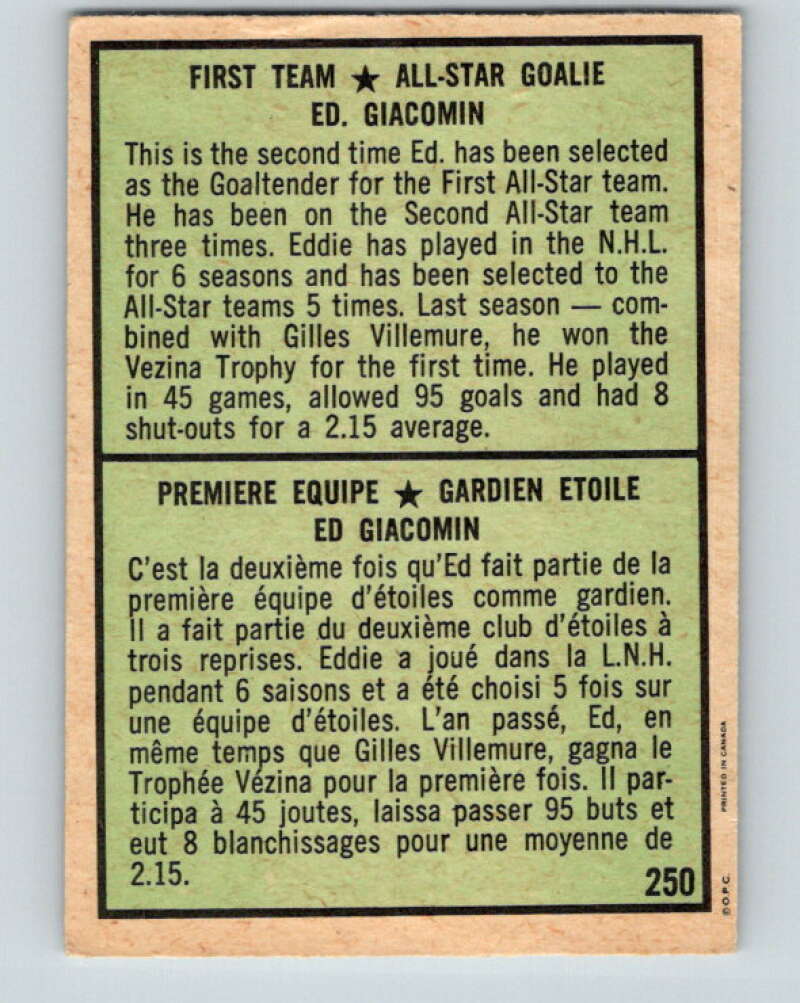 FIRST TEAM ★ ALL-STAR GOALIE
ED. GIACOMIN
This is the second time Ed. has been selected
as the Goaltender for the First All-Star team.
He has been on the Second All-Star team
three times. Eddie has played in the N.H.L.
for 6 seasons and has been selected to the
All-Star teams 5 times. Last season — com-
bined with Gilles Villemure, he won the
Vezina Trophy for the first time. He played
in 45 games, allowed 95 goals and had 8
shut-outs for a 2.15 average.
PREMIERE EQUIPE ★ GARDIEN ETOILE
ED GIACOMIN
C'est la deuxième fois qu'Ed fait partie de la
première équipe d'étoiles comme gardien.
Il a fait partie du deuxième club d'étoiles à
trois reprises. Eddie a joué dans la L.N.H.
pendant 6 saisons et a été choisi 5 fois sur
une équipe d'étoiles. L'an passé, Ed, en
même temps que Gilles Villemure, gagna le
Trophée Vézina pour la première fois. Il par-
ticipa à 45 joutes, laissa passer 95 buts et
eut 8 blanchissages pour une moyenne de
2.15.
250
©O.P.C. PRINTED IN CANADA